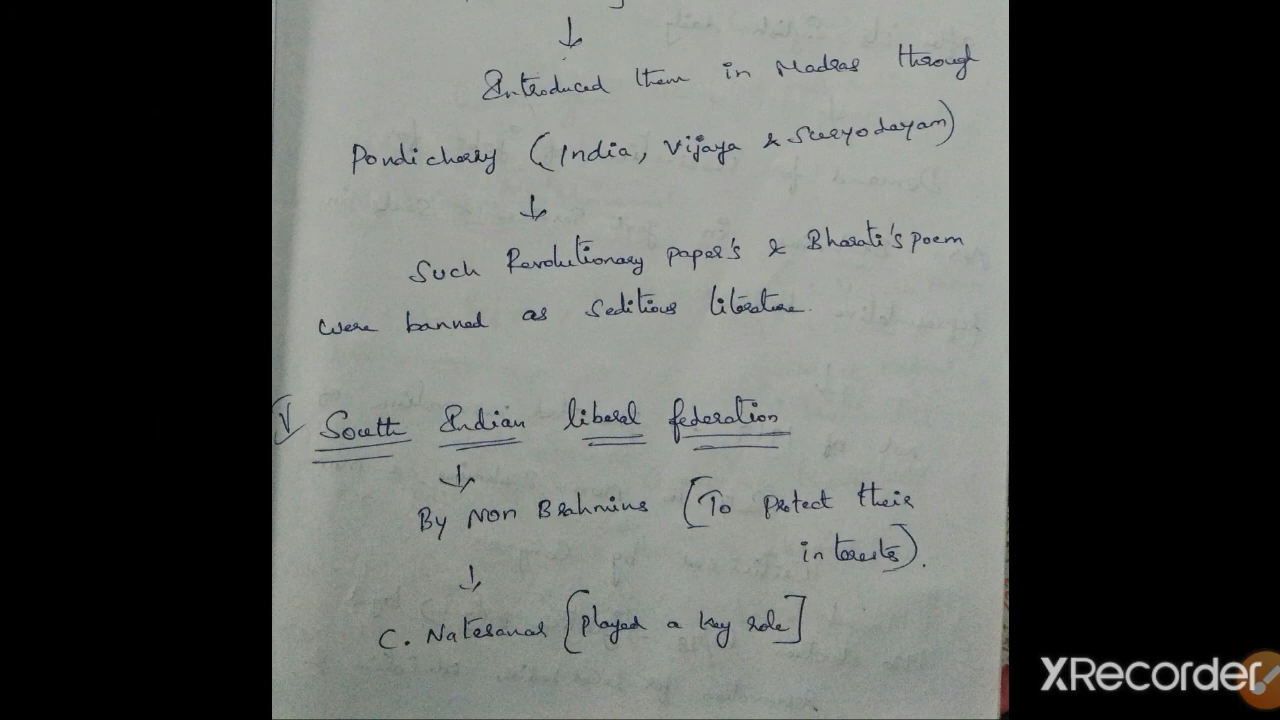 ↓
Introduced them in Madras through
Pondicherry (India, Vijaya & Suryodayam)
↓
Such Revolutionary paper's & Bharati's poem
were banned as Seditious literature.
V South Indian liberal federation
↓
By Non Brahmins (To protect their
interests).
↓
C. Natesanar [played a key role]
XRecorder